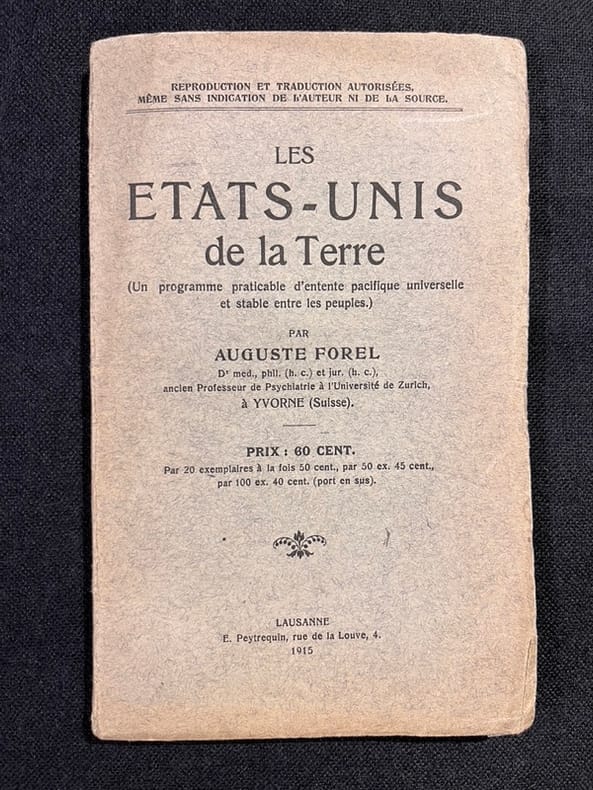 REPRODUCTION ET TRADUCTION AUTORISÉES,
MÊME SANS INDICATION DE L'AUTEUR NI DE LA SOURCE.
LES
ETATS-UNIS
de la Terre
(Un programme praticable d'entente pacifique universelle
et stable entre les peuples.)
PAR
AUGUSTE FOREL
Dr med., phil. (h. c.) et jur. (h. c.),
ancien Professeur de Psychiatrie à l'Université de Zurich,
à YVORNE (Suisse).
PRIX : 60 CENT.
Par 20 exemplaires à la fois 50 cent., par 50 ex. 45 cent.,
par 100 ex. 40 cent. (port en sus).
LAUSANNE
E. Peytrequin, rue de la Louve, 4.
1915